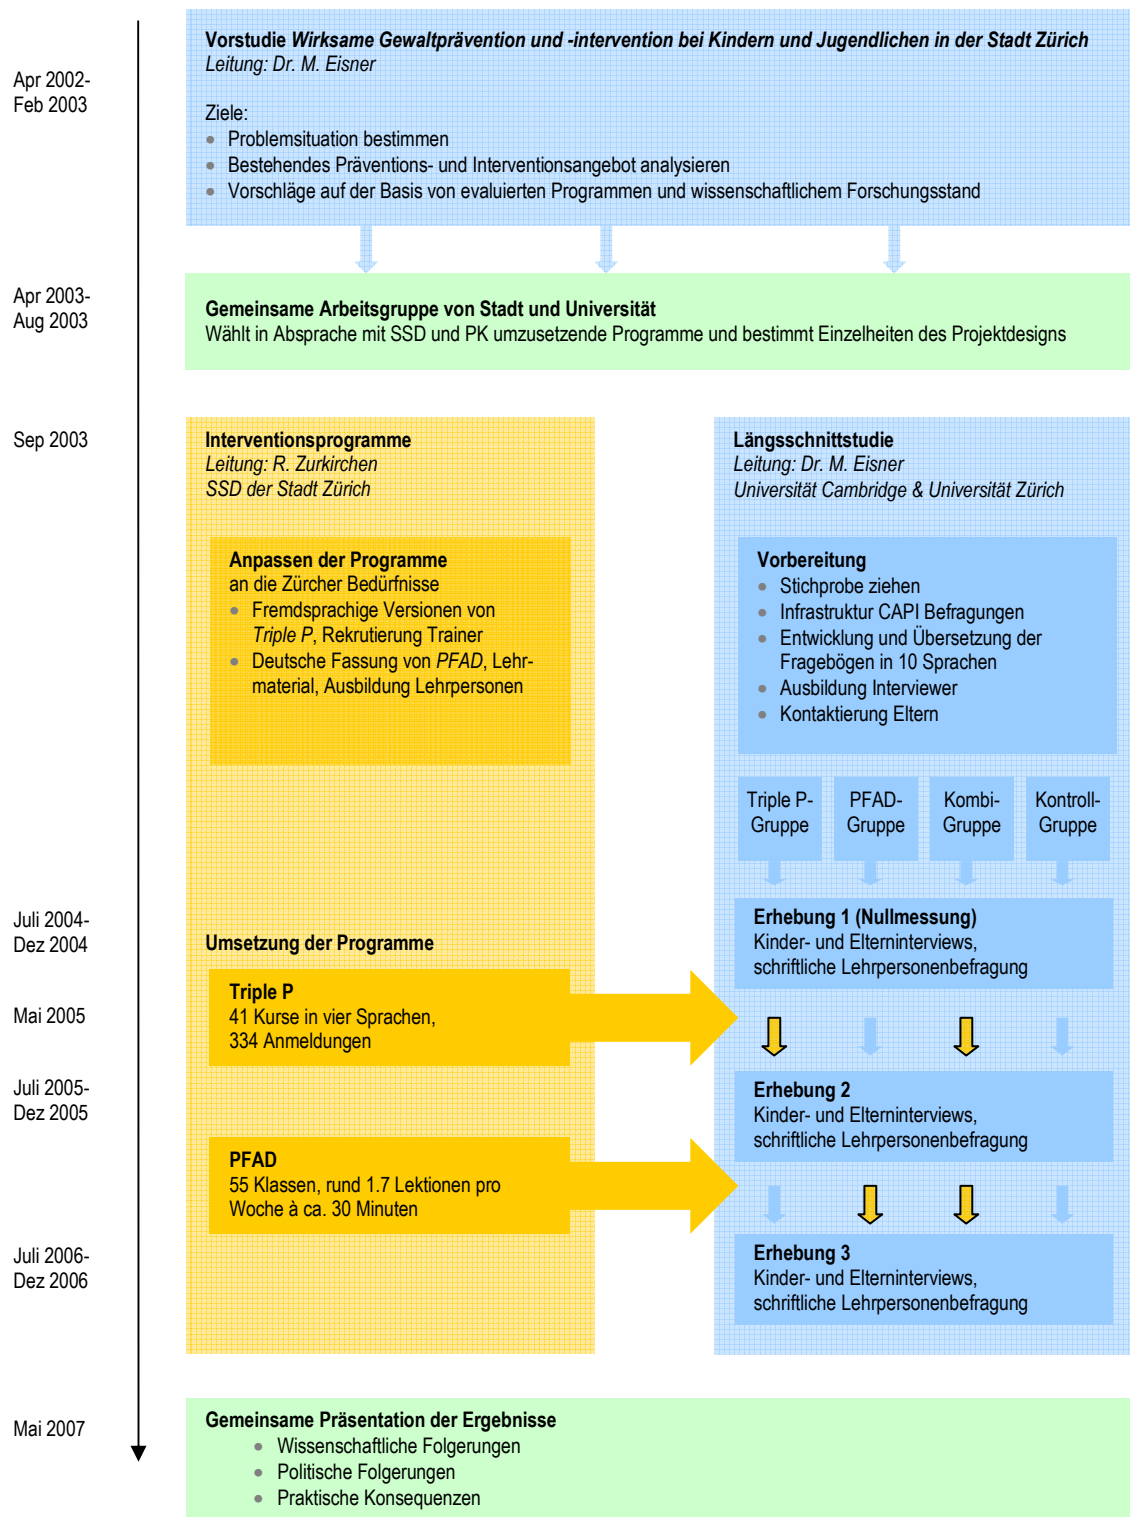 Apr 2002-
Feb 2003
Vorstudie Wirksame Gewaltprävention und -intervention bei Kindern und Jugendlichen in der Stadt Zürich
Leitung: Dr. M. Eisner
Ziele:
• Problemsituation bestimmen
• Bestehendes Präventions- und Interventionsangebot analysieren
• Vorschläge auf der Basis von evaluierten Programmen und wissenschaftlichem Forschungsstand
Apr 2003-
Aug 2003
Gemeinsame Arbeitsgruppe von Stadt und Universität
Wählt in Absprache mit SSD und PK umzusetzende Programme und bestimmt Einzelheiten des Projektdesigns
Sep 2003
Interventionsprogramme
Leitung: R. Zurkirchen
SSD der Stadt Zürich
Anpassen der Programme
an die Zürcher Bedürfnisse
• Fremdsprachige Versionen von
Triple P, Rekrutierung Trainer
• Deutsche Fassung von PFAD, Lehr-
material, Ausbildung Lehrpersonen
Längsschnittstudie
Leitung: Dr. M. Eisner
Universität Cambridge & Universität Zürich
Vorbereitung
• Stichprobe ziehen
• Infrastruktur CAPI Befragungen
• Entwicklung und Übersetzung der
Fragebögen in 10 Sprachen
• Ausbildung Interviewer
• Kontaktierung Eltern
Triple P-
Gruppe
PFAD-
Gruppe
Kombi-
Gruppe
Kontroll-
Gruppe
Juli 2004-
Dez 2004
Umsetzung der Programme
Erhebung 1 (Nullmessung)
Kinder- und Elterninterviews,
schriftliche Lehrpersonenbefragung
Mai 2005
Triple P
41 Kurse in vier Sprachen,
334 Anmeldungen
Juli 2005-
Dez 2005
Erhebung 2
Kinder- und Elterninterviews,
schriftliche Lehrpersonenbefragung
PFAD
55 Klassen, rund 1.7 Lektionen pro
Woche à ca. 30 Minuten
Juli 2006-
Dez 2006
Erhebung 3
Kinder- und Elterninterviews,
schriftliche Lehrpersonenbefragung
Mai 2007
Gemeinsame Präsentation der Ergebnisse
• Wissenschaftliche Folgerungen
• Politische Folgerungen
• Praktische Konsequenzen